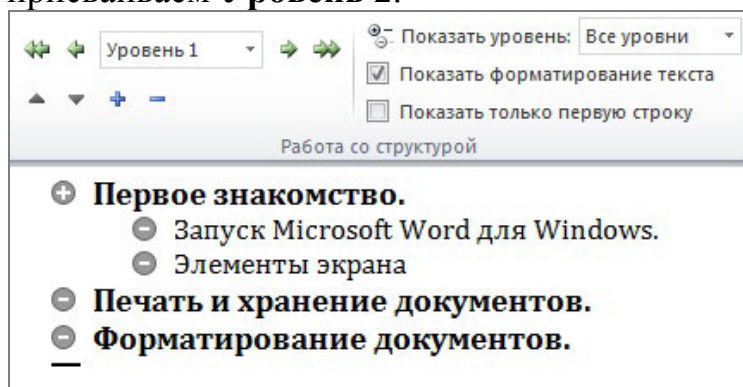 присваиваем Уровень 2.
Уровень 1
Показать уровень: Все уровни
Показать форматирование текста
Показать только первую строку
Работа со структурой
Первое знакомство.
Запуск Microsoft Word для Windows.
Элементы экрана
Печать и хранение документов.
Форматирование документов.